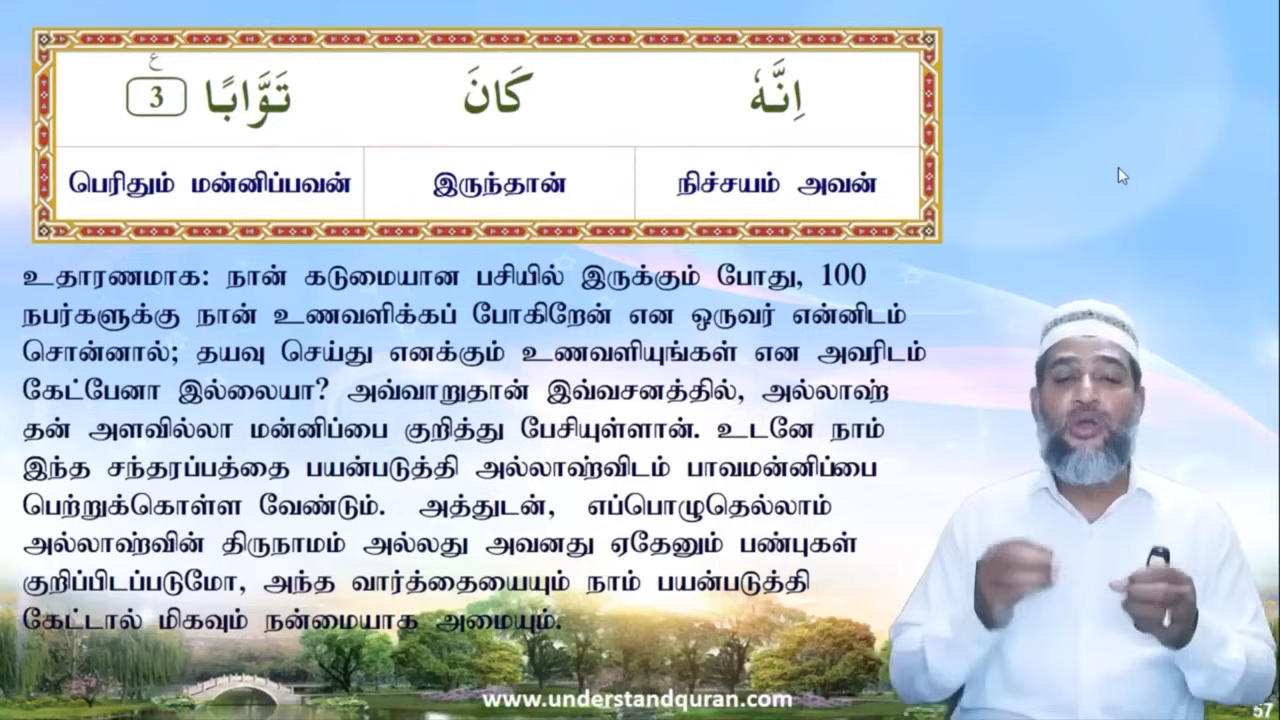 اِنَّهٗ كَانَ تَوَّابًا ع 3
நிச்சயம் அவன் இருந்தான் பெரிதும் மன்னிப்பவன்
உதாரணமாக: நான் கடுமையான பசியில் இருக்கும் போது, 100
நபர்களுக்கு நான் உணவளிக்கப் போகிறேன் என ஒருவர் என்னிடம்
சொன்னால்; தயவு செய்து எனக்கும் உணவளியுங்கள் என அவரிடம்
கேட்பேனா இல்லையா? அவ்வாறுதான் இவ்வசனத்தில், அல்லாஹ்
தன் அளவில்லா மன்னிப்பை குறித்து பேசியுள்ளான். உடனே நாம்
இந்த சந்தரப்பத்தை பயன்படுத்தி அல்லாஹ்விடம் பாவமன்னிப்பை
பெற்றுக்கொள்ள வேண்டும். அத்துடன், எப்பொழுதெல்லாம்
அல்லாஹ்வின் திருநாமம் அல்லது அவனது ஏதேனும் பண்புகள்
குறிப்பிடப்படுமோ, அந்த வார்த்தையையும் நாம் பயன்படுத்தி
கேட்டால் மிகவும் நன்மையாக அமையும்.
www.understandquran.com
57